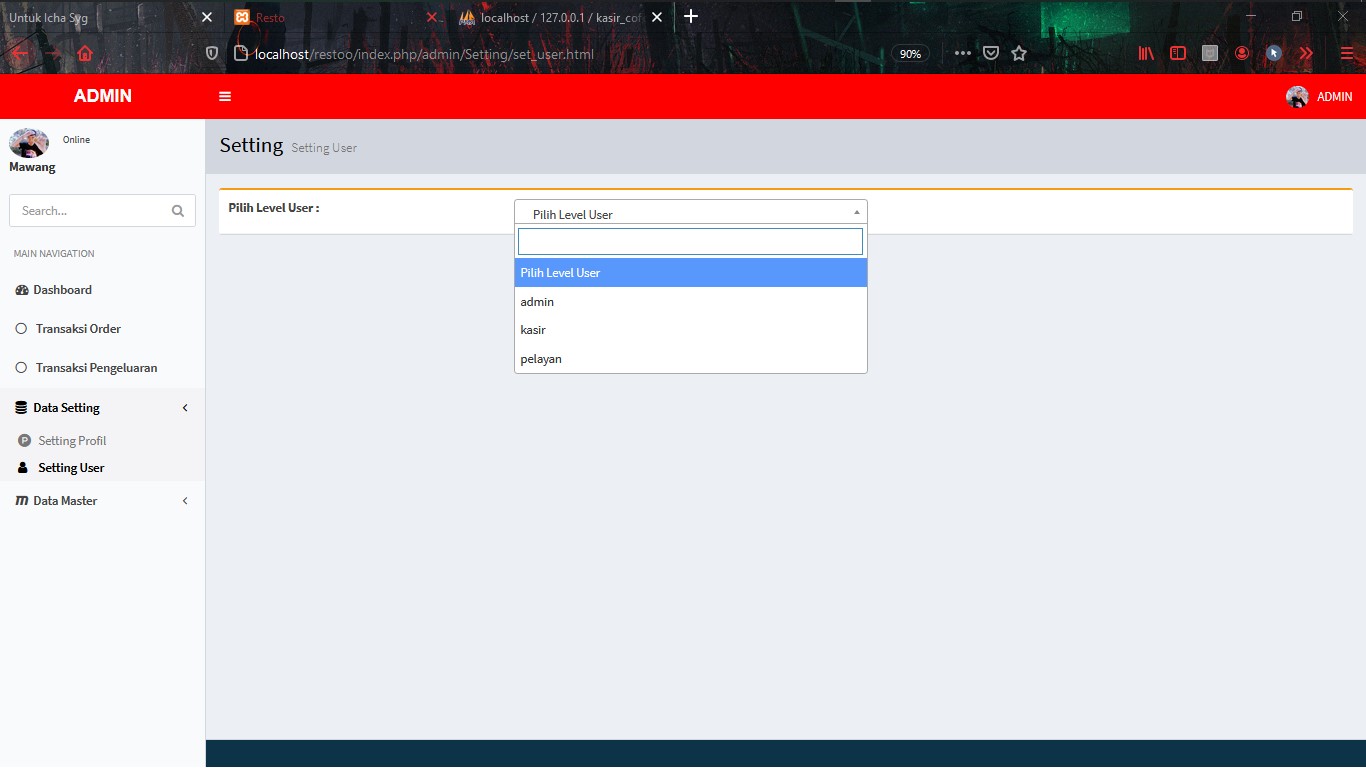 Untuk Icha Syg
Resto
localhost / 127.0.0.1 / kasir_cof
localhost/restoo/index.php/admin/Setting/set_user.html
90%
ADMIN
ADMIN
Online
Mawang
Setting Setting User
Search...
Pilih Level User :
Pilih Level User
Pilih Level User
admin
kasir
pelayan
MAIN NAVIGATION
Dashboard
Transaksi Order
Transaksi Pengeluaran
Data Setting
Setting Profil
Setting User
Data Master